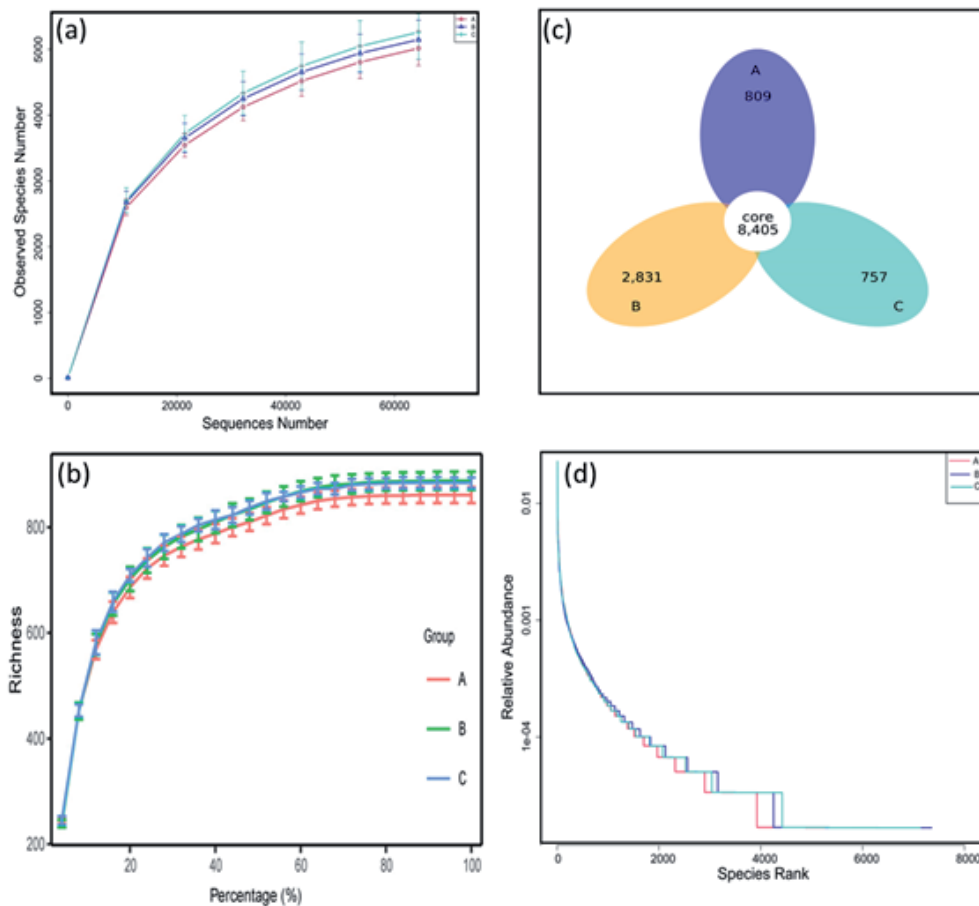 (a)
A
B
C
5000
4000
3000
2000
1000
0
Observed Species Number
0 20000 40000 60000
Sequences Number
(c)
A
809
core
8,405
2,831
B
757
C
(b)
800
600
400
200
Richness
Group
A
B
C
20 40 60 80 100
Percentage (%)
(d)
A
B
C
0.01
0.001
1e-04
Relative Abundance
0 2000 4000 6000 8000
Species Rank